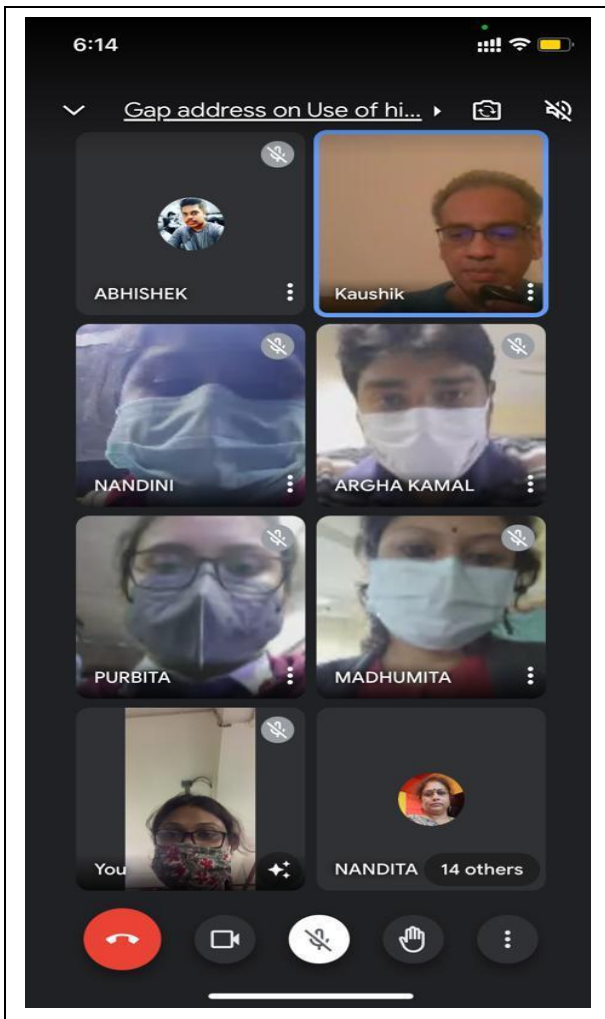 6:14
Gap address on Use of hi...
ABHISHEK
Kaushik
NANDINI
ARGHA KAMAL
PURBITA
MADHUMITA
You
NANDITA 14 others